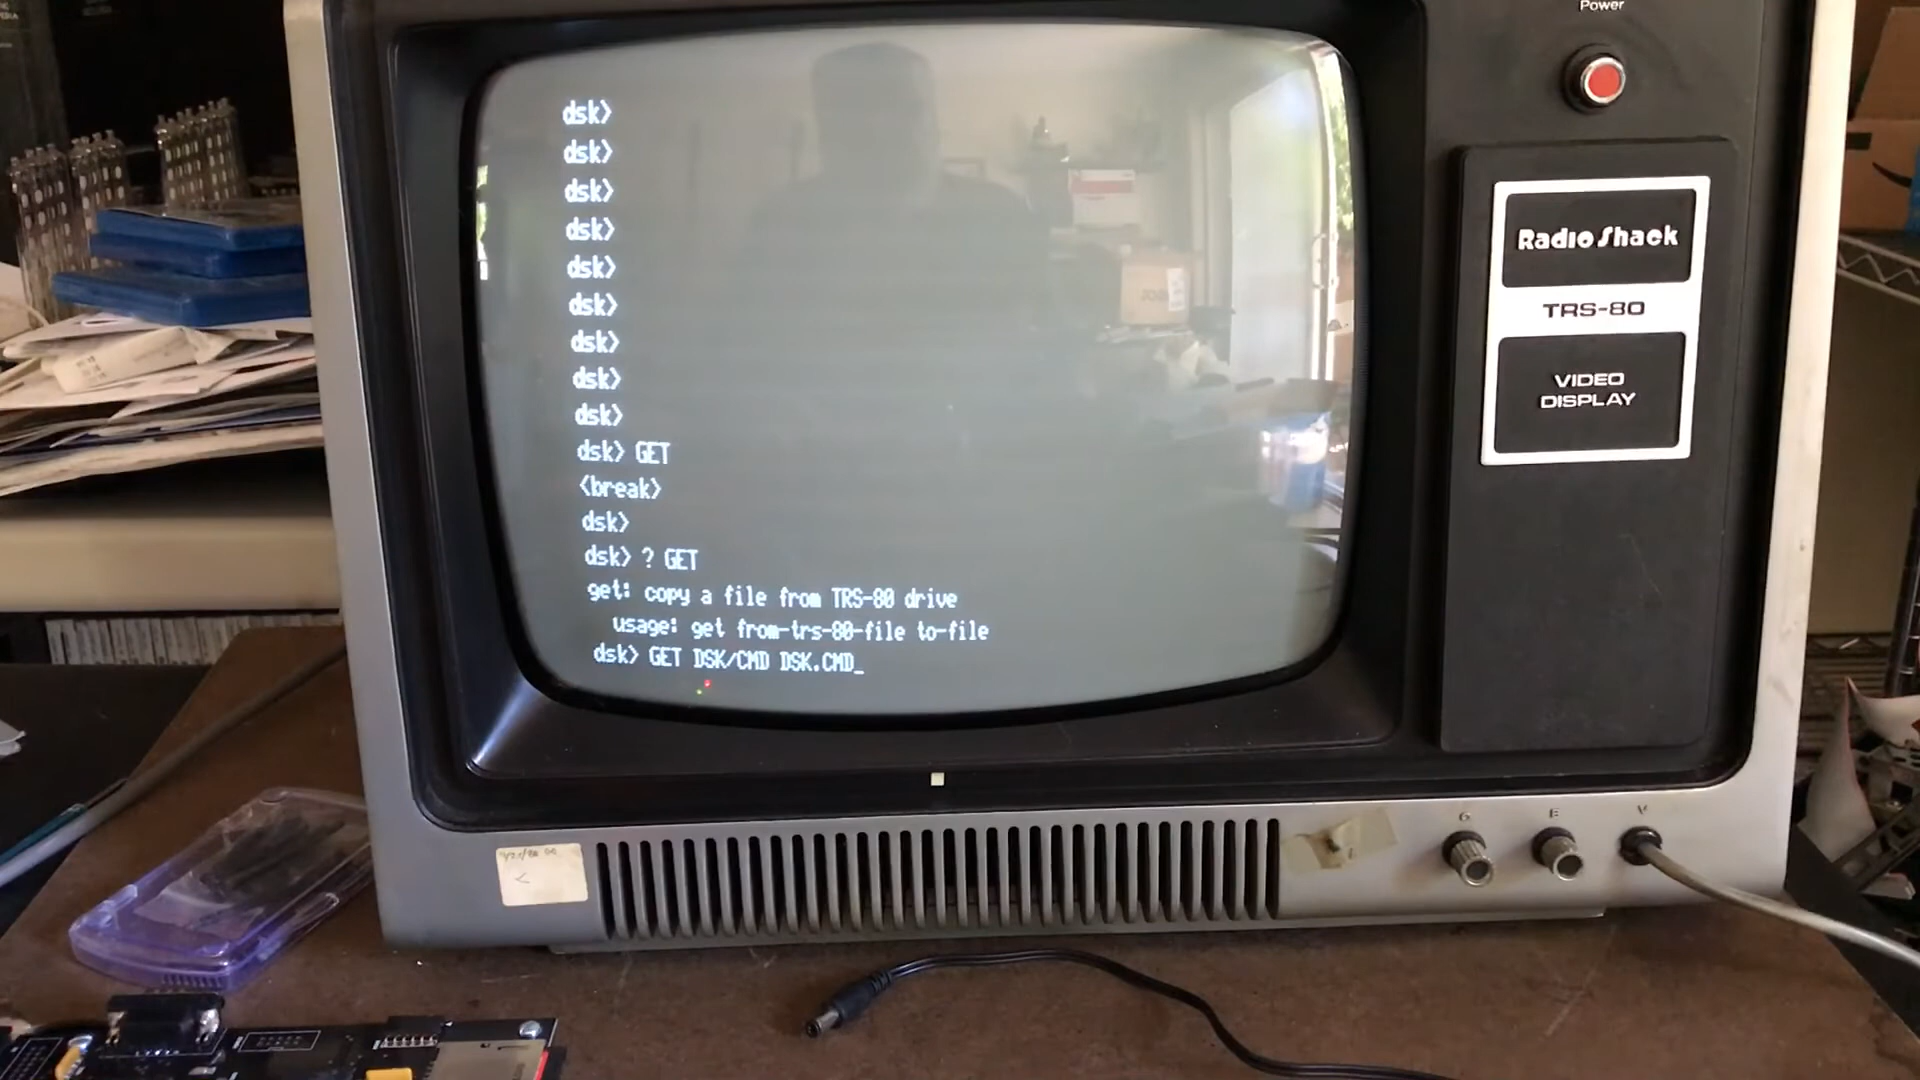 dsk>
dsk>
dsk>
dsk>
dsk>
dsk>
dsk>
dsk>
dsk>
dsk> GET
<break>
dsk>
dsk> ? GET
get: copy a file from TRS-80 drive
usage: get from-trs-80-file to-file
dsk> GET DSK/CMD DSK.CMD_
Power
Radio Shack
TRS-80
VIDEO
DISPLAY